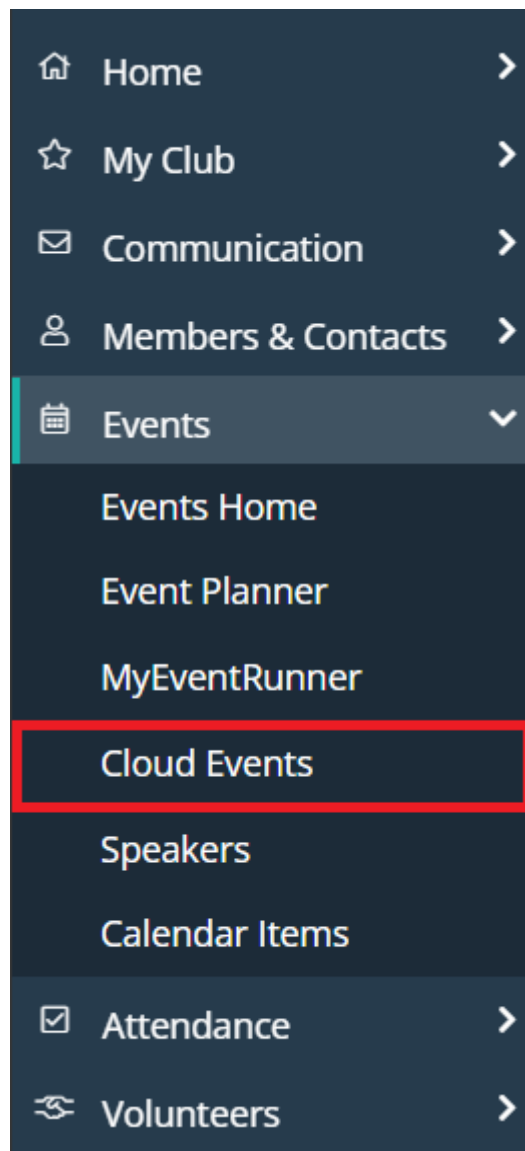 Home
My Club
Communication
Members & Contacts
Events
Events Home
Event Planner
MyEventRunner
Cloud Events
Speakers
Calendar Items
Attendance
Volunteers